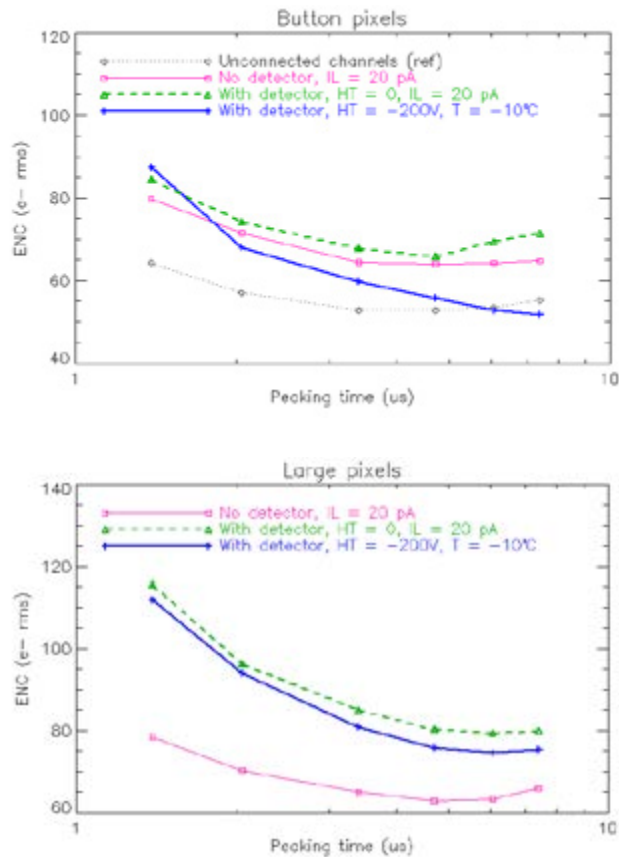 Button pixels
120
100
80
60
40
ENC (e- rms)
Unconnected channels (ref)
No detector, IL = 20 pA
With detector, HT = 0, IL = 20 pA
With detector, HT = -200V, T = -10°C
1
10
Peaking time (us)
Large pixels
140
120
100
80
60
ENC (e- rms)
No detector, IL = 20 pA
With detector, HT = 0, IL = 20 pA
With detector, HT = -200V, T = -10°C
1
10
Peaking time (us)